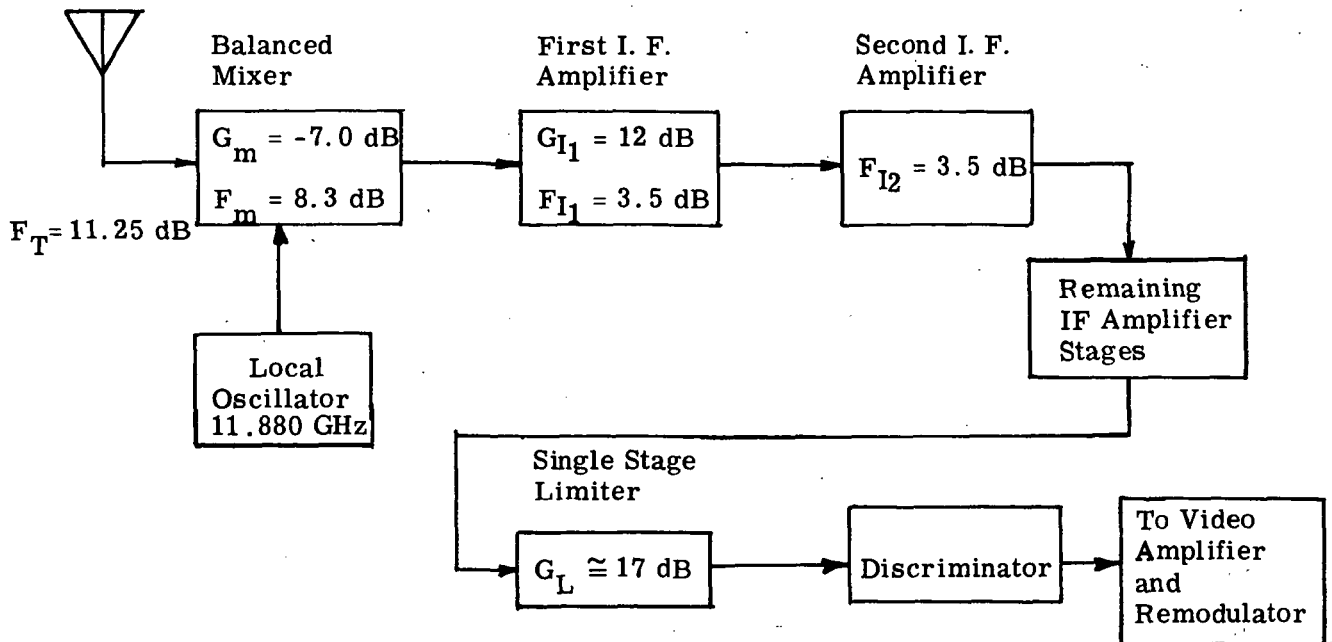 Balanced
Mixer
First I. F.
Amplifier
Second I. F.
Amplifier
G_m = -7.0 dB
F_m = 8.3 dB
G_I1 = 12 dB
F_I1 = 3.5 dB
F_I2 = 3.5 dB
F_T = 11.25 dB
Local
Oscillator
11.880 GHz
Remaining
IF Amplifier
Stages
Single Stage
Limiter
G_L ≅ 17 dB
Discriminator
To Video
Amplifier
and
Remodulator